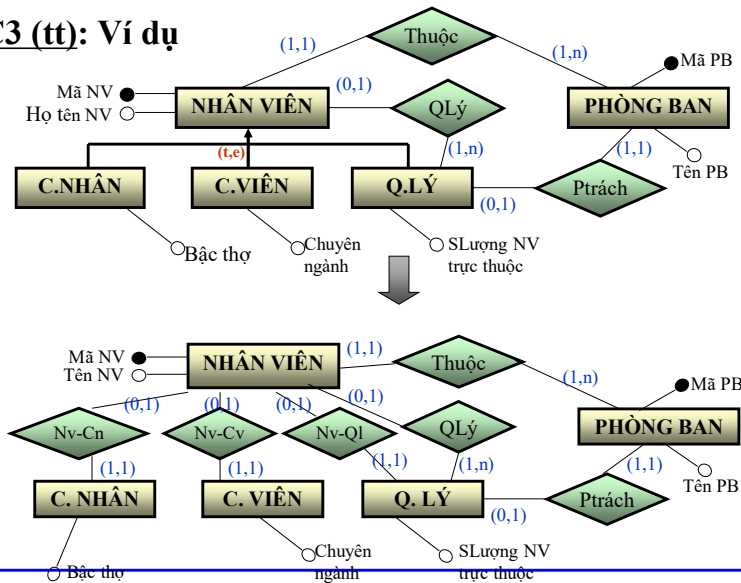 C3 (tt): Ví dụ
(1,1)
Thuộc
(1,n)
Mã PB
Mã NV
Họ tên NV
NHÂN VIÊN
(0,1)
QLý
PHÒNG BAN
(t,e)
(1,n)
(1,1)
Tên PB
C.NHÂN
C.VIÊN
Q.LÝ
(0,1)
Ptrách
Bậc thợ
Chuyên
ngành
SLượng NV
trực thuộc
Mã NV
Tên NV
NHÂN VIÊN
(1,1)
Thuộc
(1,n)
Mã PB
(0,1)
(0,1)
(0,1)
(0,1)
Nv-Cn
Nv-Cv
Nv-Ql
QLý
PHÒNG BAN
(1,1)
(1,1)
(1,1)
(1,n)
(1,1)
Tên PB
C. NHÂN
C. VIÊN
Q. LÝ
(0,1)
Ptrách
Bậc thợ
Chuyên
ngành
SLượng NV
trực thuộc